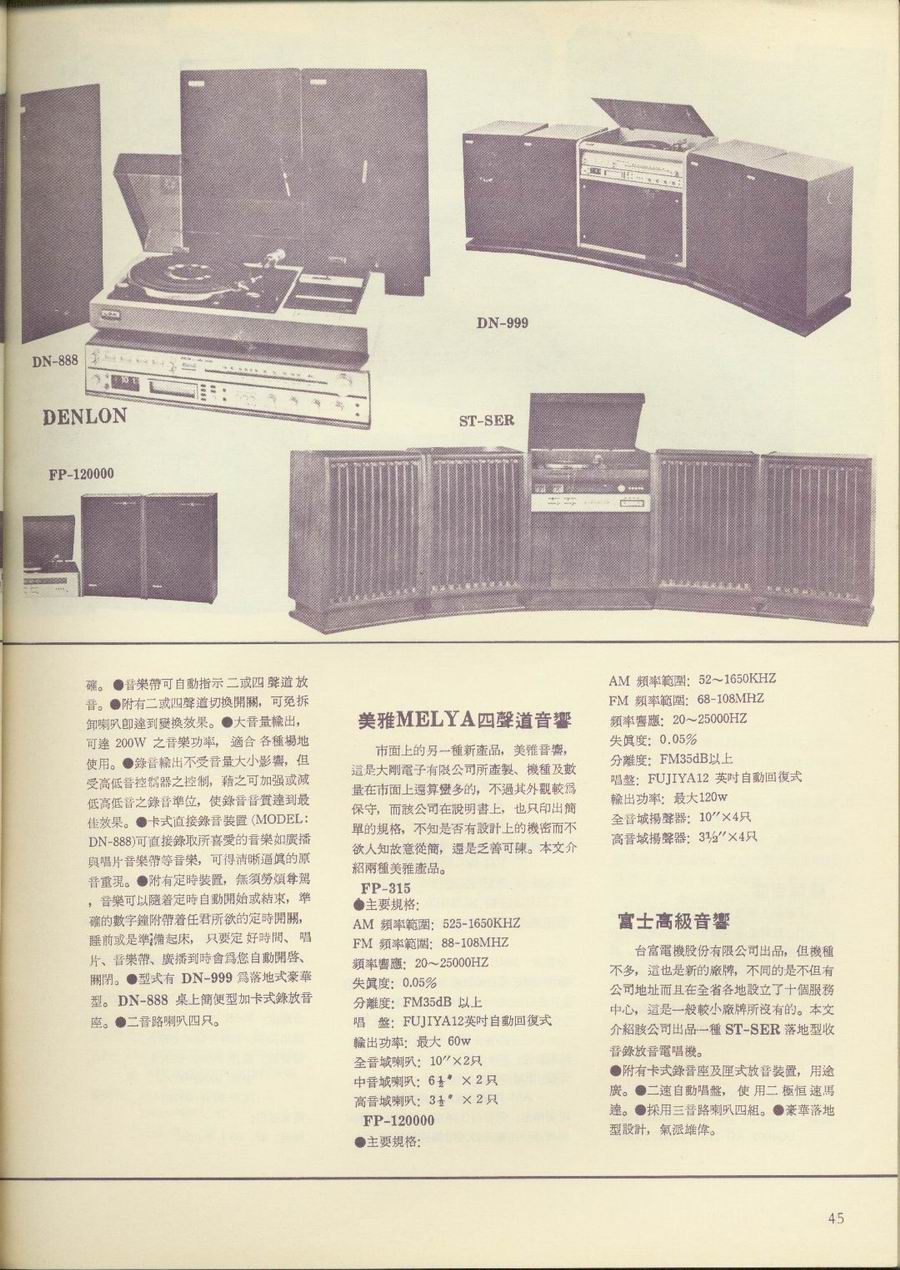 DN-888
DENLON
DN-999
FP-120000
ST-SER
確。●音樂帶可自動指示二或四聲道放
音。●附有二或四聲道切換開關，可免拆
卸喇叭卽達到變換效果。●大音量輸出，
可達 200W 之音樂功率，適合各種場地
使用。●錄音輸出不受音量大小影響，但
受高低音控制器之控制，藉之可加强或減
低高低音之錄音準位，使錄音音質達到最
佳效果。●卡式直接錄音裝置 (MODEL:
DN-888)可直接錄取所喜愛的音樂如廣播
與唱片音樂帶等音樂，可得清晰逼眞的原
音重現。●附有定時裝置，無須勞煩尊駕
，音樂可以隨着定時自動開始或結束，準
確的數字鐘附帶着任君所欲的定時開關，
睡前或是準備起床，只要定好時間、唱
片、音樂帶、廣播到時會爲您自動開啓、
關閉。●型式有 DN-999 爲落地式豪華
型。DN-888 桌上簡便型加卡式錄放音
座。●二音路喇叭四只。
美雅MELYA四聲道音響
市面上的另一種新產品，美雅音響，
這是大剛電子有限公司所產製、機種及數
量在市面上還算蠻多的，不過其外觀較爲
保守，而該公司在說明書上，也只印出簡
單的規格，不知是否有設計上的機密而不
欲人知故意從簡，還是乏善可陳。本文介
紹兩種美雅產品。
FP-315
●主要規格:
AM 頻率範圍: 525-1650KHZ
FM 頻率範圍: 88-108MHZ
頻率響應: 20～25000HZ
失眞度: 0.05%
分離度: FM35dB 以上
唱 盤: FUJIYA12英吋自動回復式
輸出功率: 最大 60w
全音域喇叭: 10″×2只
中音域喇叭: 6½″×2只
高音域喇叭: 3½″×2只
FP-120000
●主要規格:
AM 頻率範圍: 52～1650KHZ
FM 頻率範圍: 68-108MHZ
頻率響應: 20～25000HZ
失眞度: 0.05%
分離度: FM35dB以上
唱盤: FUJIYA12 英吋自動回復式
輸出功率: 最大120w
全音域揚聲器: 10″×4只
高音域揚聲器: 3½″×4只
富士高級音響
台富電機股份有限公司出品，但機種
不多，這也是新的廠牌，不同的是不但有
公司地址而且在全省各地設立了十個服務
中心，這是一般較小廠牌所沒有的。本文
介紹該公司出品一種 ST-SER 落地型收
音錄放音電唱機。
●附有卡式錄音座及匣式放音裝置，用途
廣。●二速自動唱盤，使用二極恒速馬
達。●採用三音路喇叭四組。●豪華落地
型設計，氣派雄偉。
45